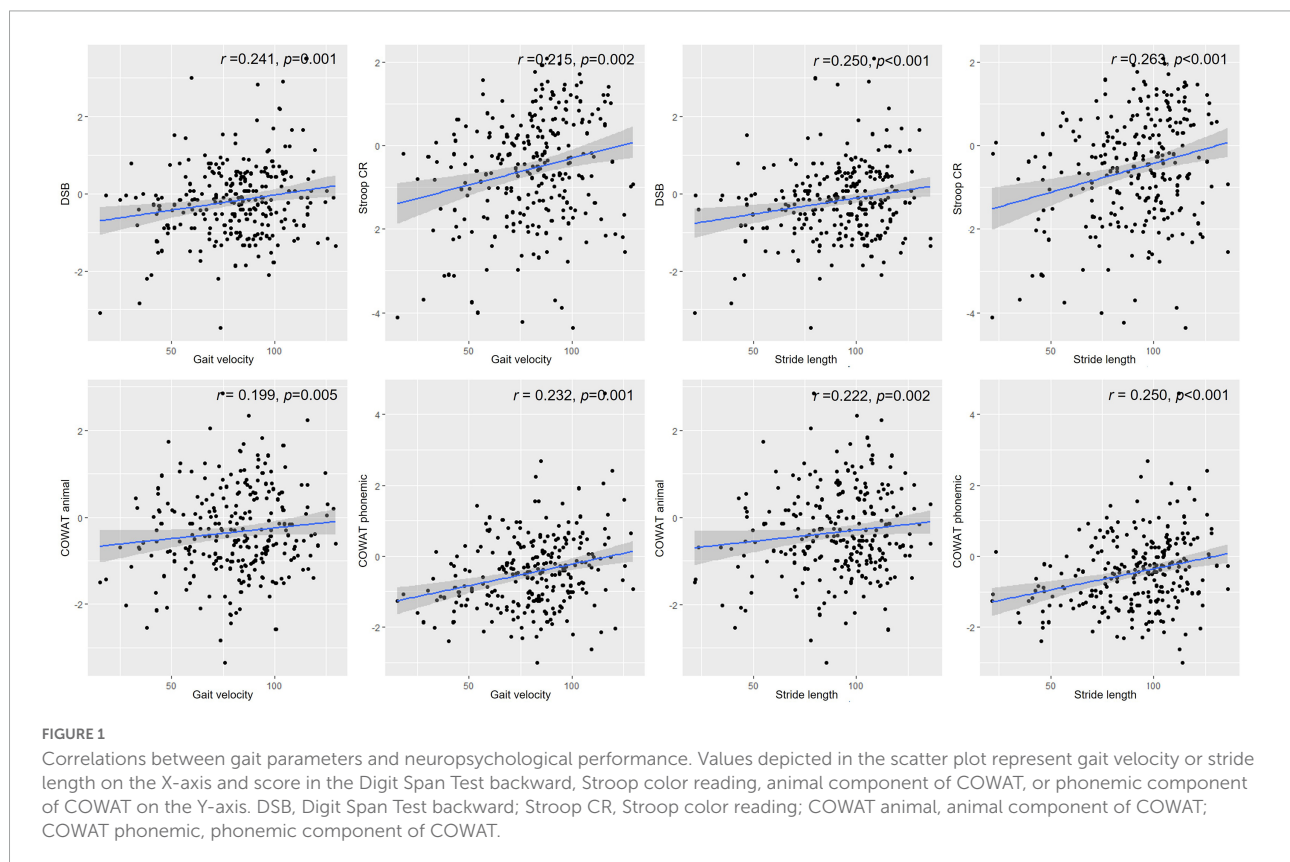 r =0.241, p=0.001
2
0
-2
DSB
50
100
Gait velocity
r =0.215, p=0.002
2
0
2
-4
Stroop CR
50
100
Gait velocity
r =0.250, p<0.001
2
0
-2
DSB
50
100
Stride length
r =0.263, p<0.001
2
0
2
-4
Stroop CR
50
100
Stride length
r = 0.199, p=0.005
2
-0
-2
COWAT animal
50
100
Gait velocity
r = 0.232, p=0.001
4
2
-0
-2
COWAT phonemic
50
100
Gait velocity
r =0.222, p=0.002
2
-0
-2
COWAT animal
50
100
Stride length
r = 0.250, p<0.001
4
2
-0
-2
COWAT phonemic
50
100
Stride length
FIGURE 1
Correlations between gait parameters and neuropsychological performance. Values depicted in the scatter plot represent gait velocity or stride
length on the X-axis and score in the Digit Span Test backward, Stroop color reading, animal component of COWAT, or phonemic component
of COWAT on the Y-axis. DSB, Digit Span Test backward; Stroop CR, Stroop color reading; COWAT animal, animal component of COWAT;
COWAT phonemic, phonemic component of COWAT.